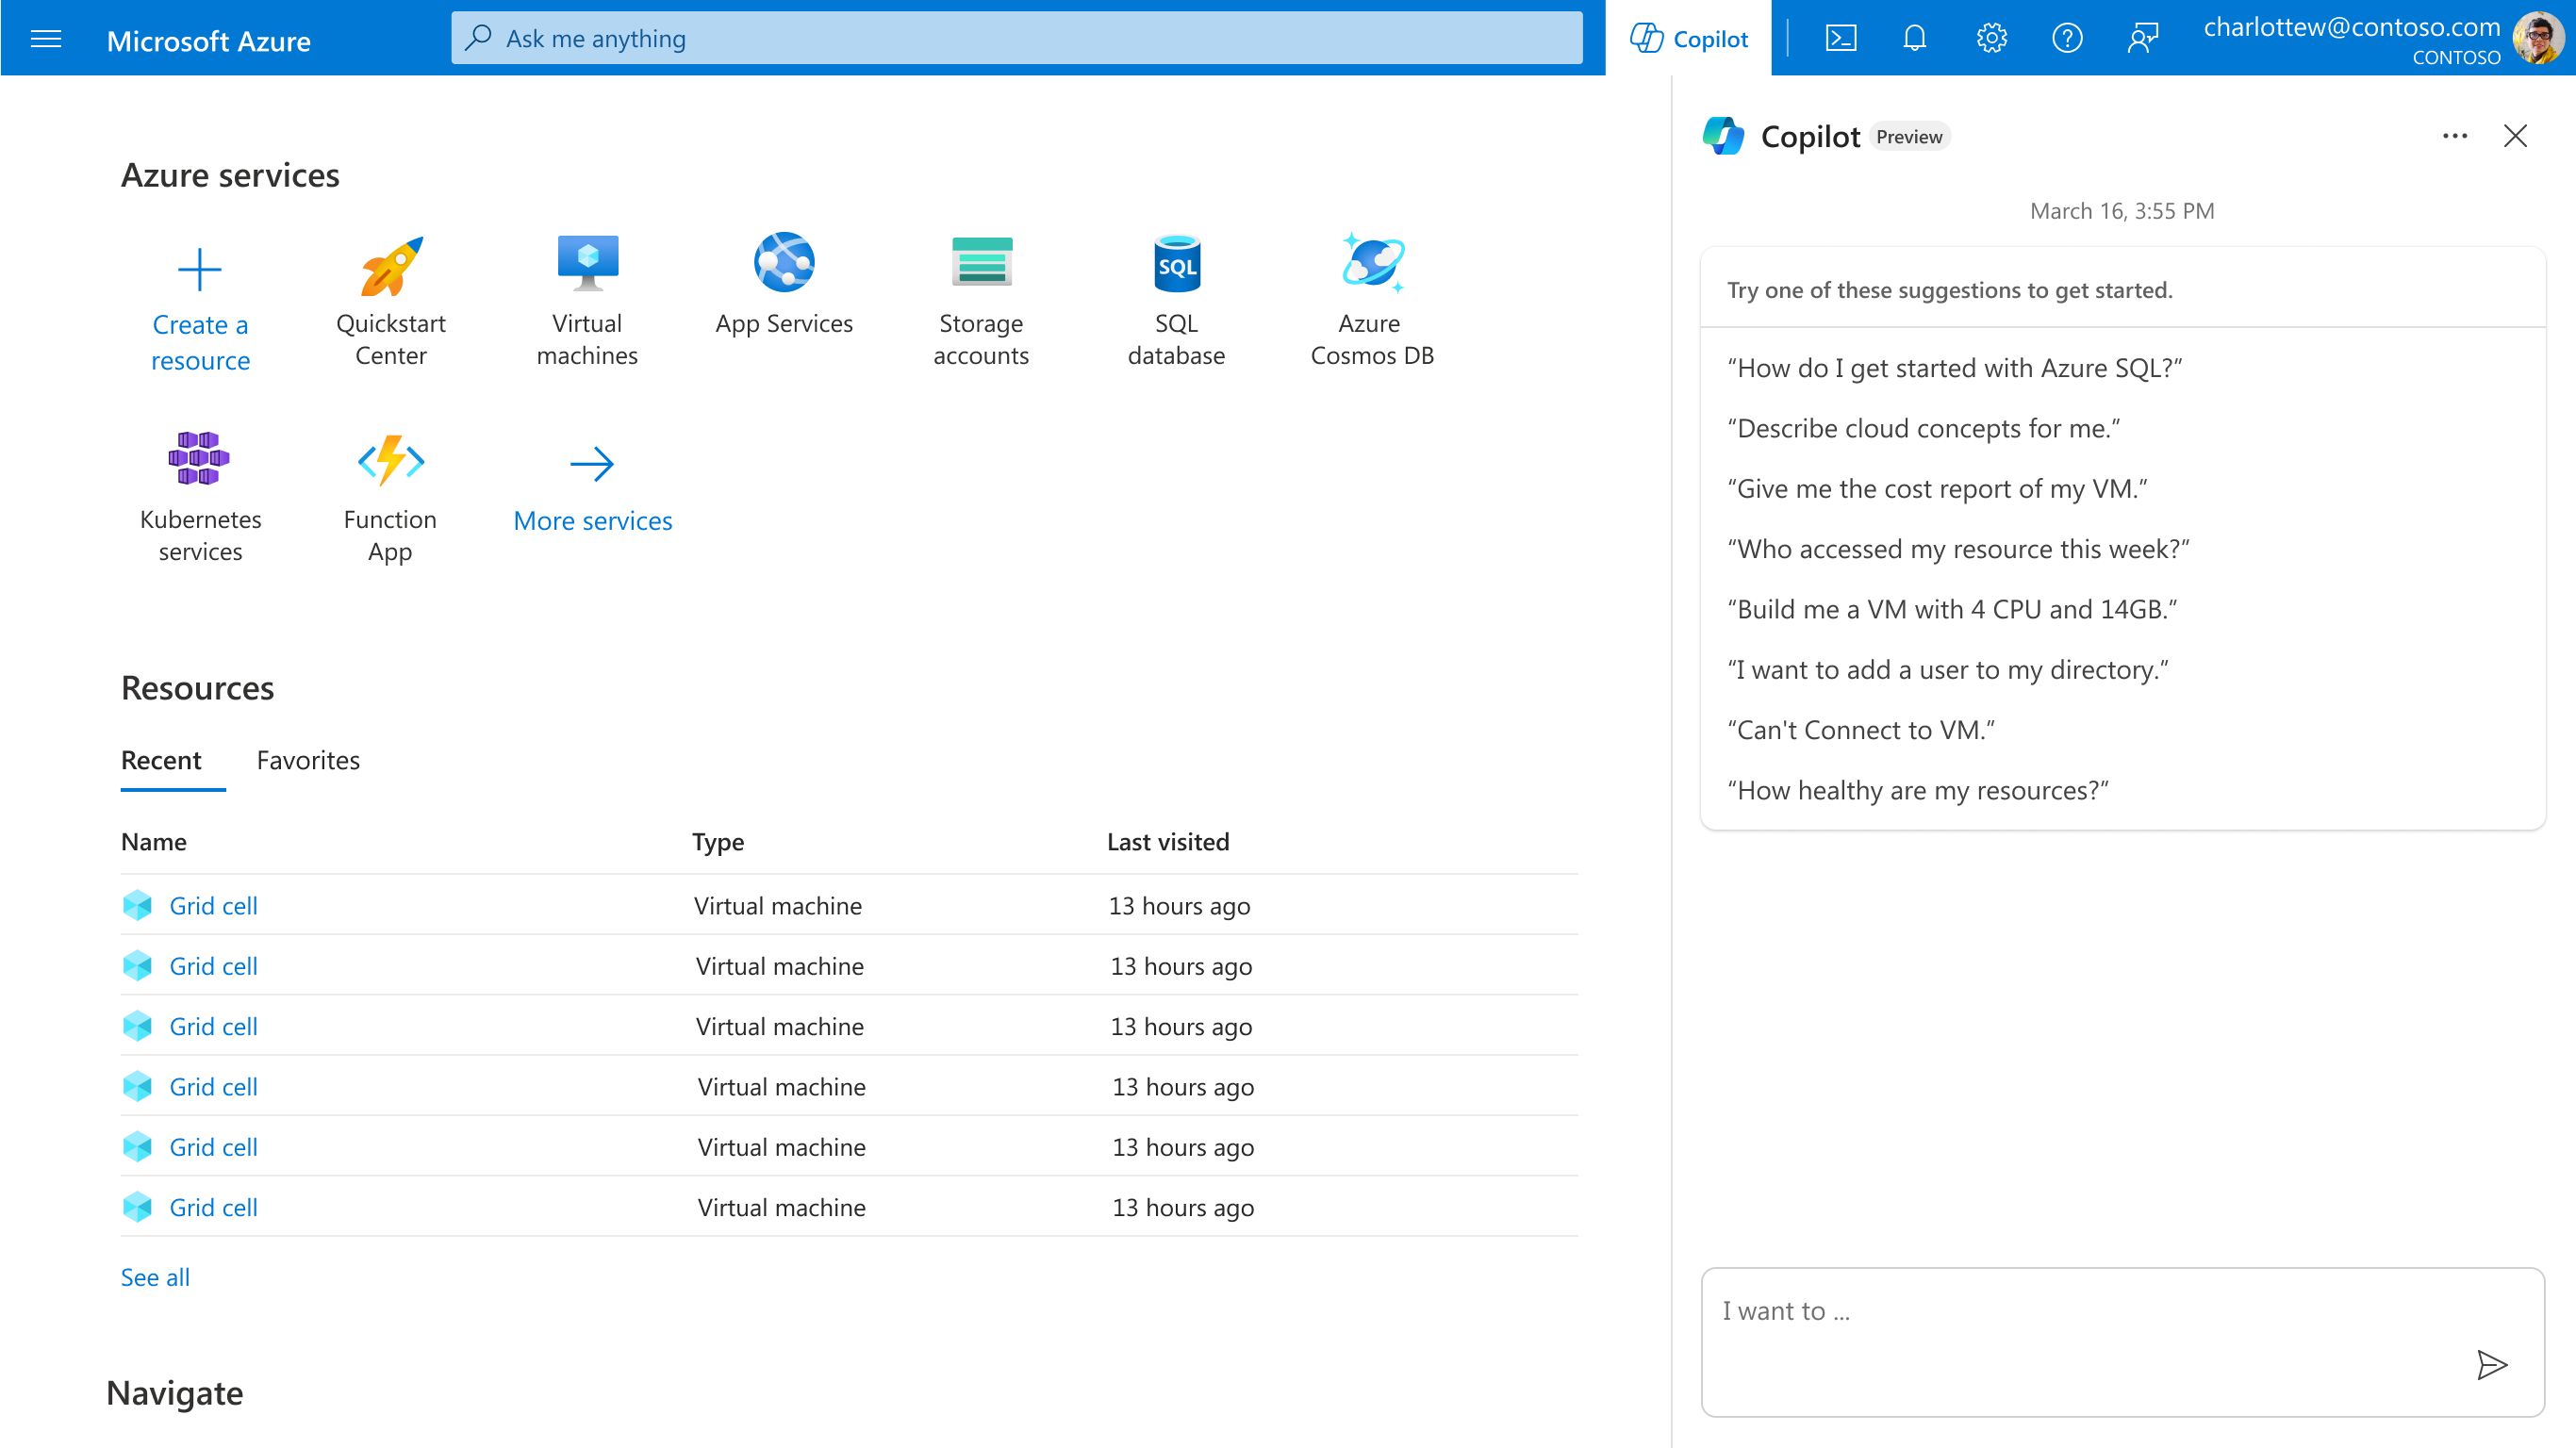 Microsoft Azure
Ask me anything
Copilot
charlottew@contoso.com
CONTOSO
Azure services
Create a
resource
Quickstart
Center
Virtual
machines
App Services
Storage
accounts
SQL
SQL
database
Azure
Cosmos DB
Kubernetes
services
Function
App
More services
Resources
Recent Favorites
Name Type Last visited
Grid cell Virtual machine 13 hours ago
Grid cell Virtual machine 13 hours ago
Grid cell Virtual machine 13 hours ago
Grid cell Virtual machine 13 hours ago
Grid cell Virtual machine 13 hours ago
Grid cell Virtual machine 13 hours ago
See all
Navigate
Copilot Preview
March 16, 3:55 PM
Try one of these suggestions to get started.
“How do I get started with Azure SQL?”
“Describe cloud concepts for me.”
“Give me the cost report of my VM.”
“Who accessed my resource this week?”
“Build me a VM with 4 CPU and 14GB.”
“I want to add a user to my directory.”
“Can't Connect to VM.”
“How healthy are my resources?”
I want to ...